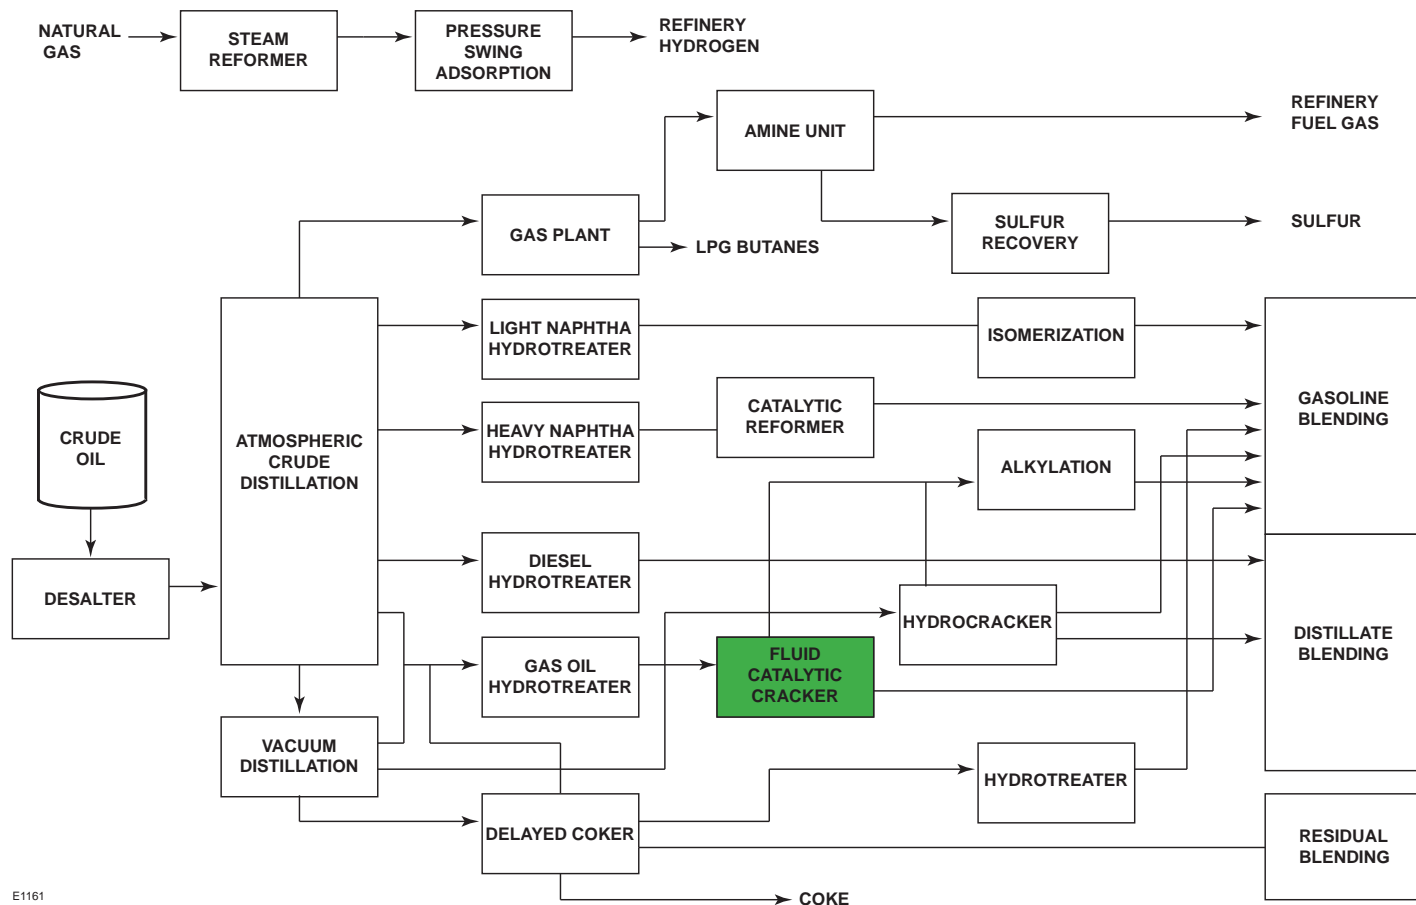 NATURAL
GAS
STEAM
REFORMER
PRESSURE
SWING
ADSORPTION
REFINERY
HYDROGEN
AMINE UNIT
REFINERY
FUEL GAS
GAS PLANT
LPG BUTANES
SULFUR
RECOVERY
SULFUR
LIGHT NAPHTHA
HYDROTREATER
ISOMERIZATION
GASOLINE
BLENDING
CRUDE
OIL
ATMOSPHERIC
CRUDE
DISTILLATION
HEAVY NAPHTHA
HYDROTREATER
CATALYTIC
REFORMER
ALKYLATION
DESALTER
DIESEL
HYDROTREATER
HYDROCRACKER
DISTILLATE
BLENDING
GAS OIL
HYDROTREATER
FLUID
CATALYTIC
CRACKER
VACUUM
DISTILLATION
HYDROTREATER
DELAYED COKER
RESIDUAL
BLENDING
COKE
E1161